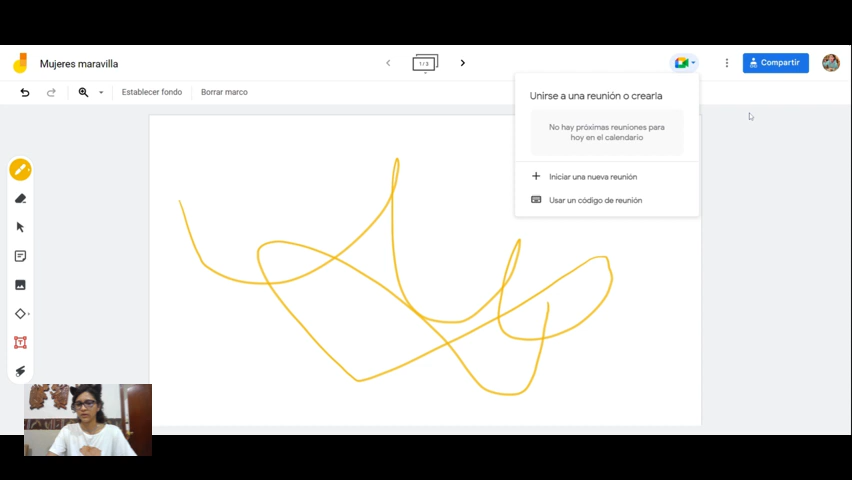 Mujeres maravilla
1/3
Compartir
Establecer fondo
Borrar marco
Unirse a una reunión o crearla
No hay próximas reuniones para
hoy en el calendario
Iniciar una nueva reunión
Usar un código de reunión
T